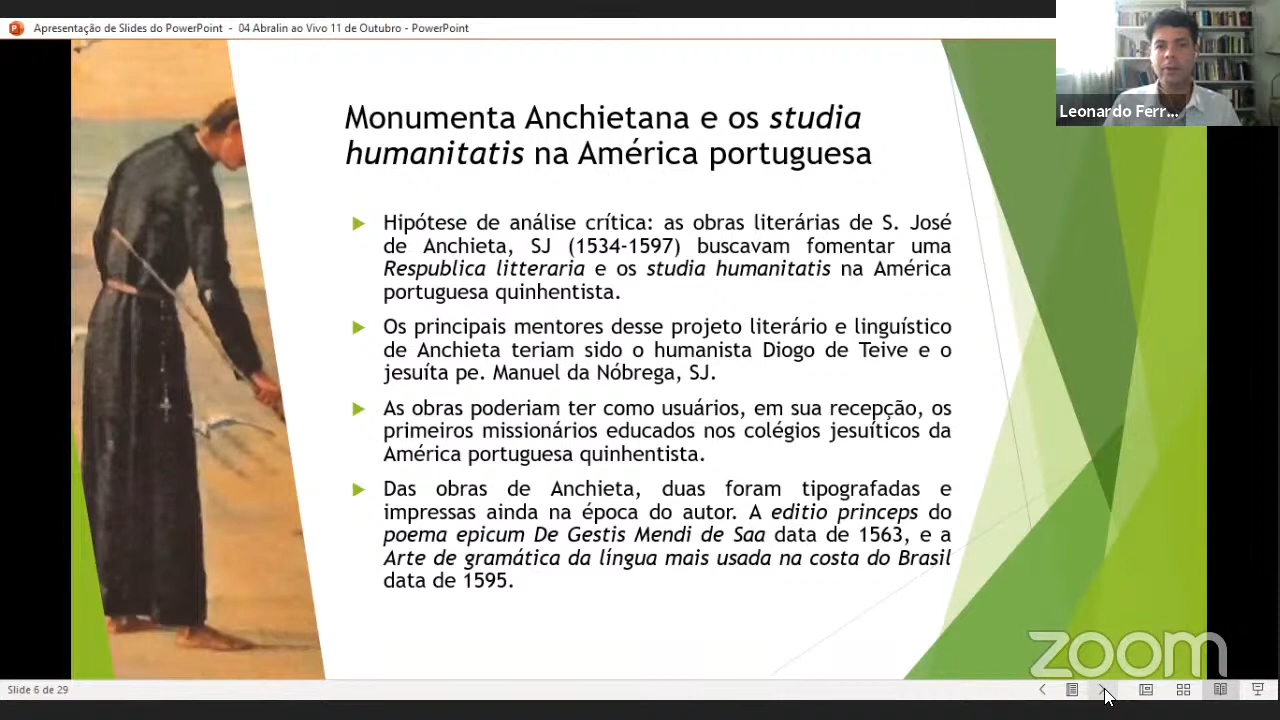 Apresentação de Slides do PowerPoint - 04 Abralin ao Vivo 11 de Outubro - PowerPoint
Leonardo Ferr...
Monumenta Anchietana e os studia
humanitatis na América portuguesa
Hipótese de análise crítica: as obras literárias de S. José
de Anchieta, SJ (1534-1597) buscavam fomentar uma
Respublica litteraria e os studia humanitatis na América
portuguesa quinhentista.
Os principais mentores desse projeto literário e linguístico
de Anchieta teriam sido o humanista Diogo de Teive e o
jesuíta pe. Manuel da Nóbrega, SJ.
As obras poderiam ter como usuários, em sua recepção, os
primeiros missionários educados nos colégios jesuíticos da
América portuguesa quinhentista.
Das obras de Anchieta, duas foram tipografadas e
impressas ainda na época do autor. A editio princeps do
poema epicum De Gestis Mendi de Saa data de 1563, e a
Arte de gramática da língua mais usada na costa do Brasil
data de 1595.
zoom
Slide 6 de 29